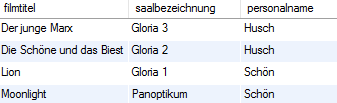 filmtitel saalbezeichnung personalname
Der junge Marx Gloria 3 Husch
Die Schöne und das Biest Gloria 2 Husch
Lion Gloria 1 Schön
Moonlight Panoptikum Schön